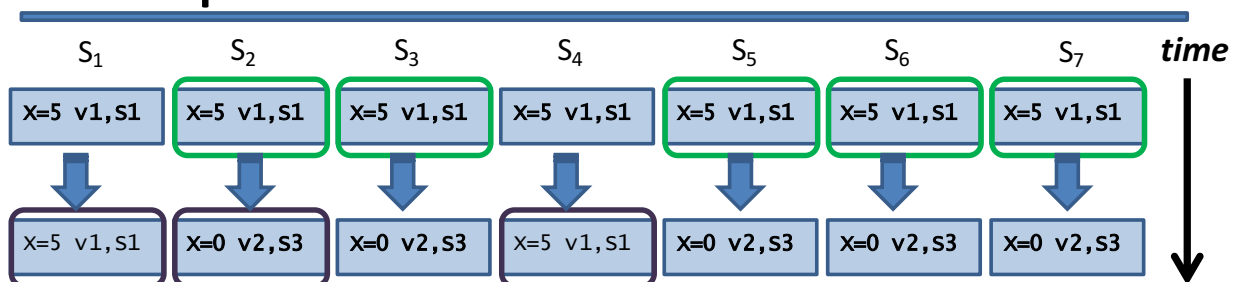 S1 S2 S3 S4 S5 S6 S7 time
X=5 v1,S1 X=5 v1,S1 X=5 v1,S1 X=5 v1,S1 X=5 v1,S1 X=5 v1,S1 X=5 v1,S1
X=5 v1,S1 X=0 v2,S3 X=0 v2,S3 X=5 v1,S1 X=0 v2,S3 X=0 v2,S3 X=0 v2,S3